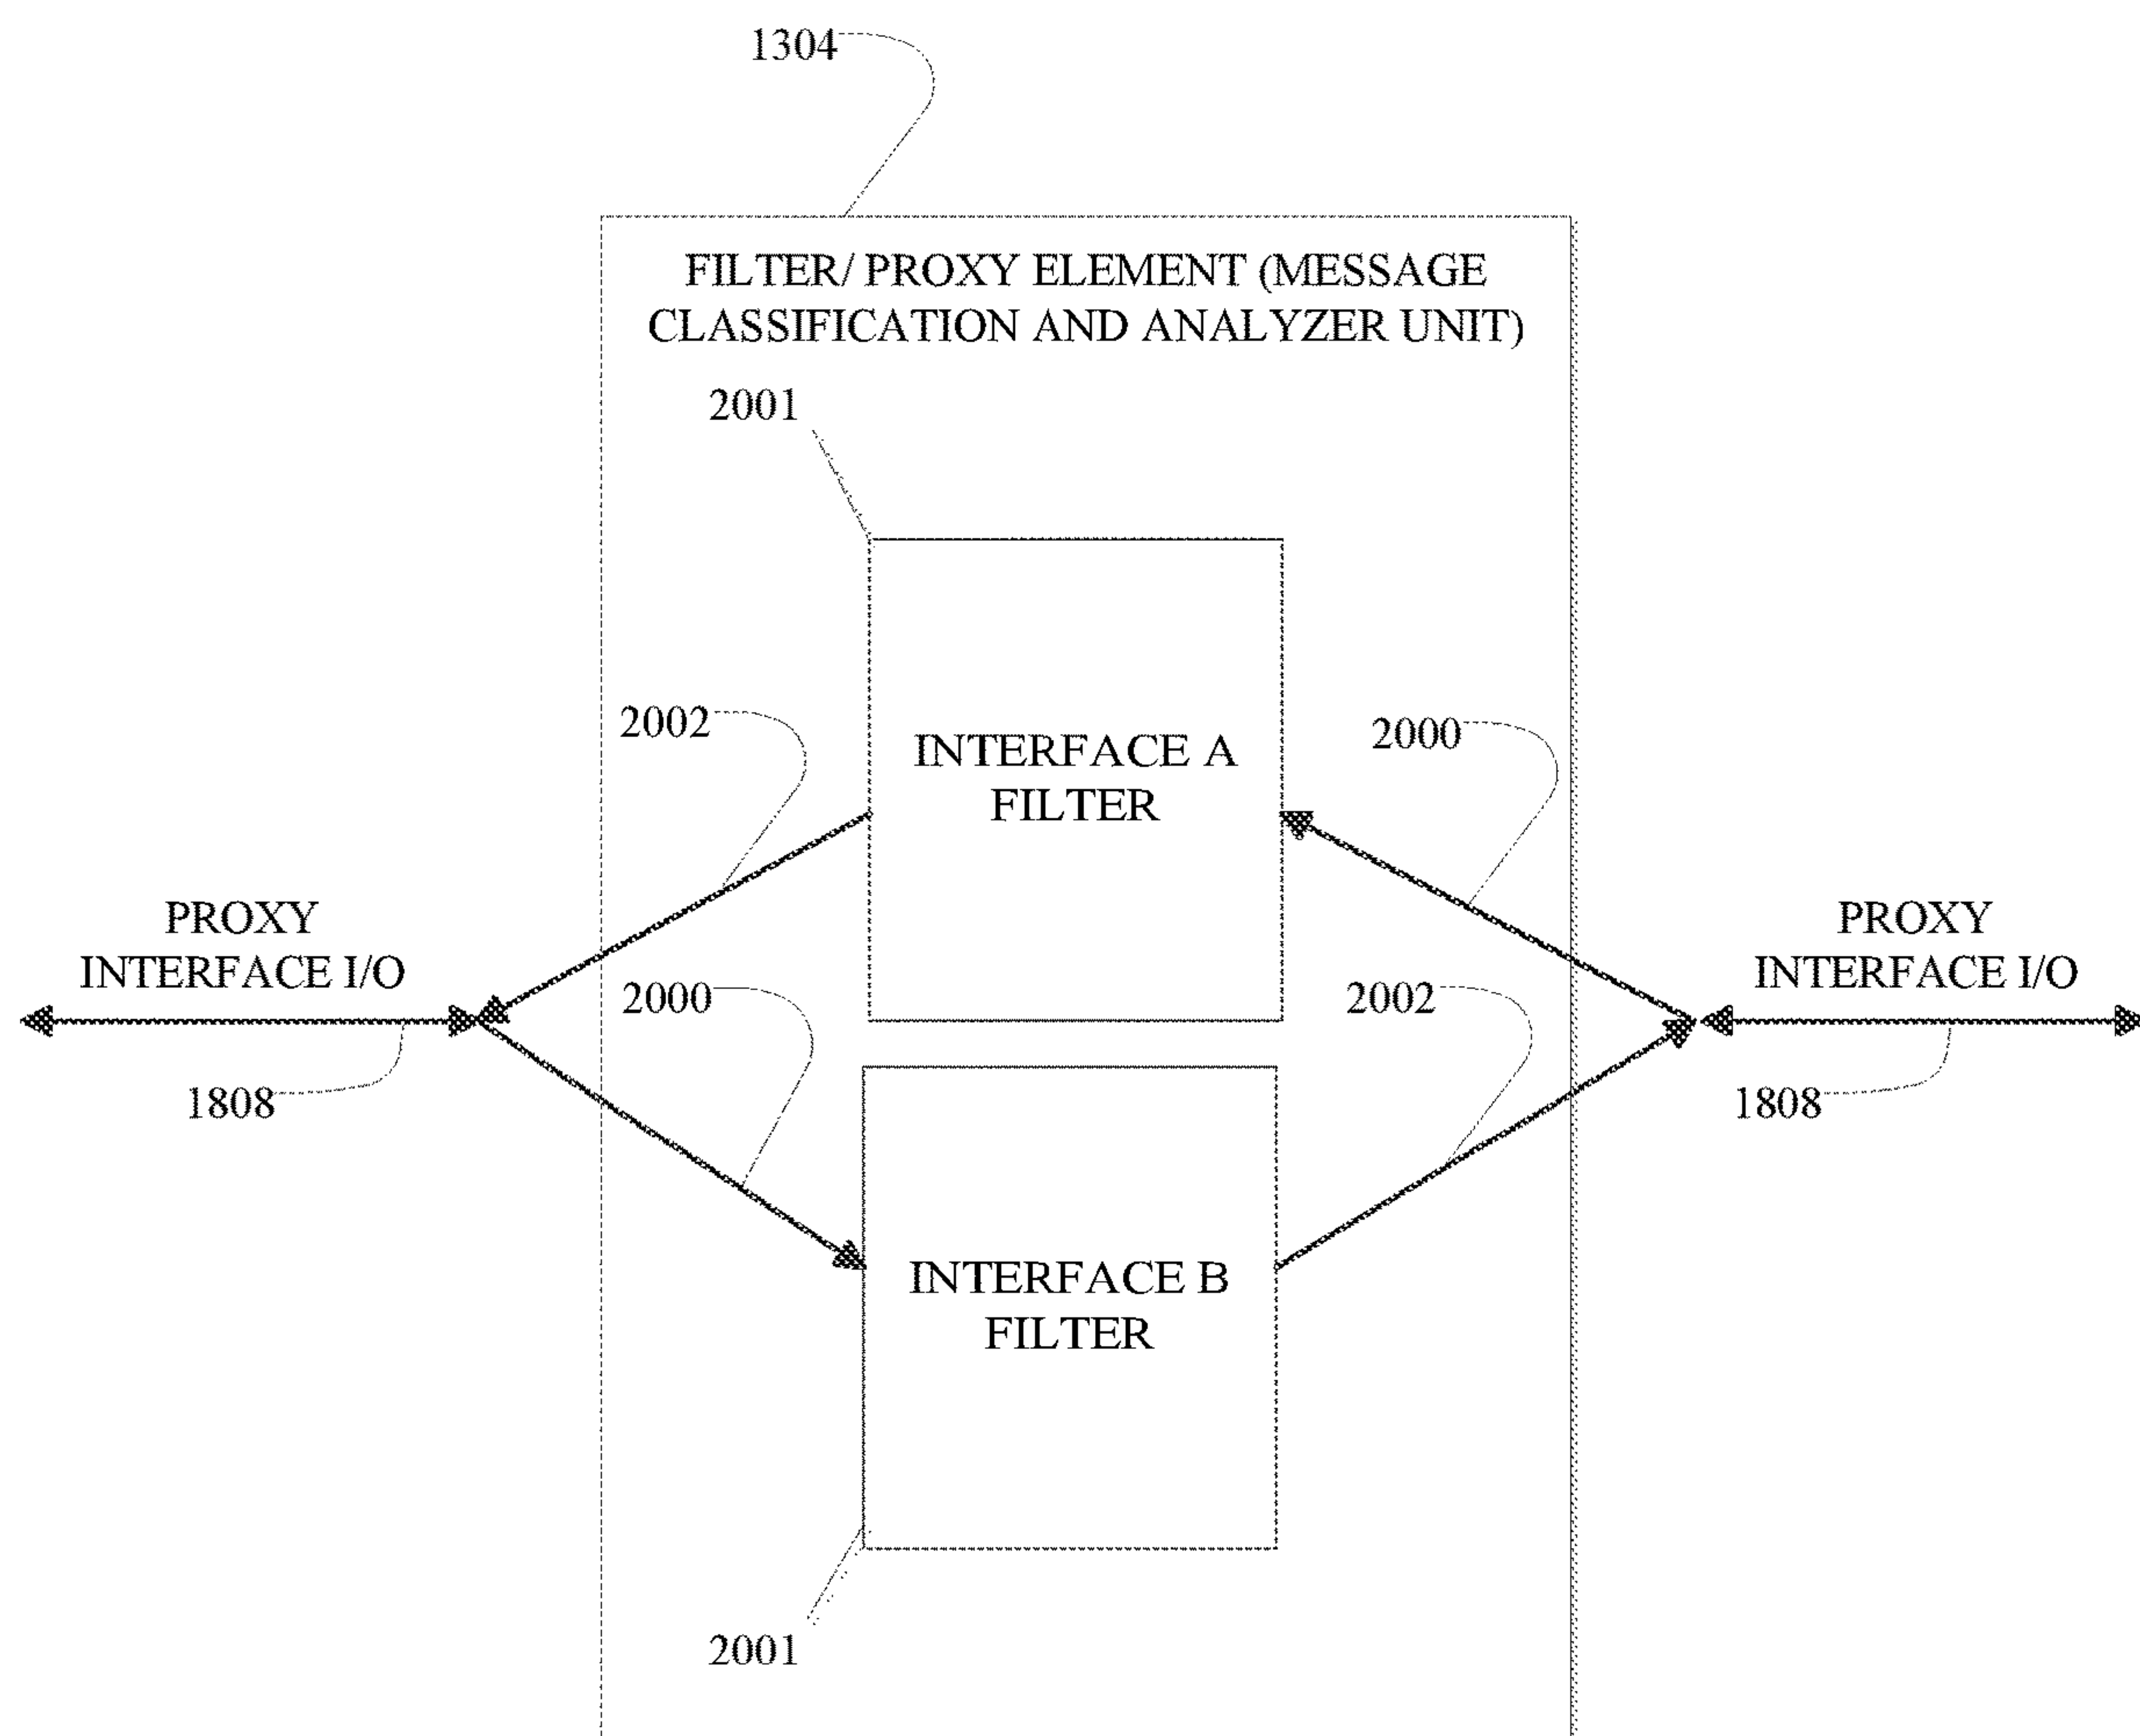 1304
FILTER/ PROXY ELEMENT (MESSAGE
CLASSIFICATION AND ANALYZER UNIT)
2001
2002
2000
INTERFACE A
FILTER
PROXY
INTERFACE I/O
PROXY
INTERFACE I/O
2000
2002
1808
1808
INTERFACE B
FILTER
2001